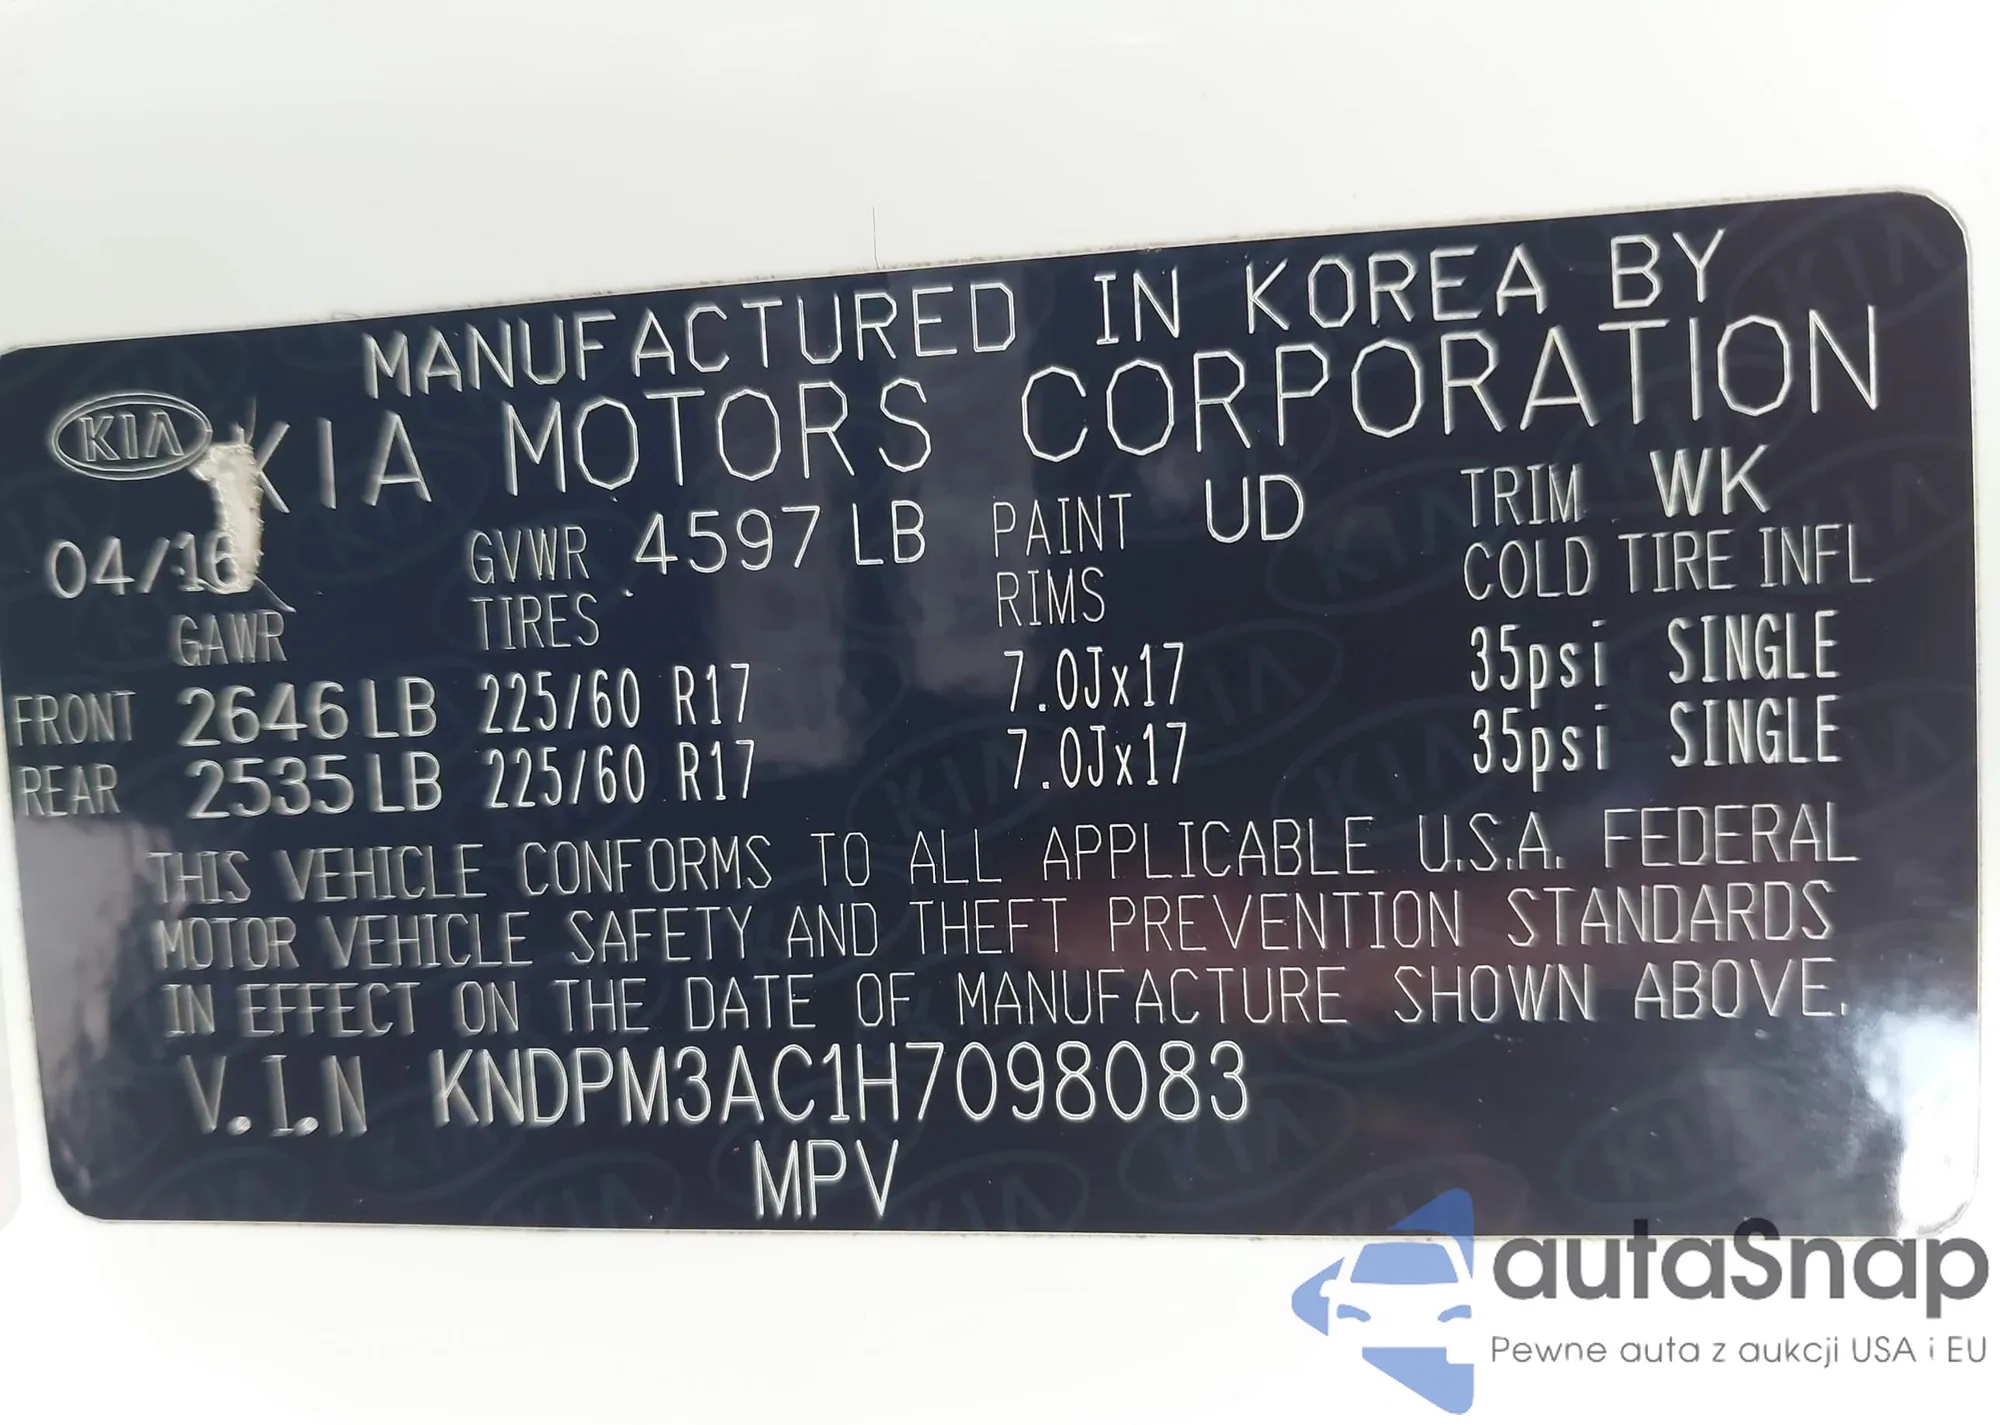 MANUFACTURED IN KOREA BY
KIA KIA MOTORS CORPORATION
04/16 GVWR 4597 LB PAINT UD TRIM WK
GAWR TIRES RIMS COLD TIRE INFL
FRONT 2646 LB 225/60 R17 7.0Jx17 35psi SINGLE
REAR 2535 LB 225/60 R17 7.0Jx17 35psi SINGLE
THIS VEHICLE CONFORMS TO ALL APPLICABLE U.S.A. FEDERAL
MOTOR VEHICLE SAFETY AND THEFT PREVENTION STANDARDS
IN EFFECT ON THE DATE OF MANUFACTURE SHOWN ABOVE.
V.I.N KNDPM3AC1H7098083
MPV
autaSnap
Pewne auta z aukcji USA i EU